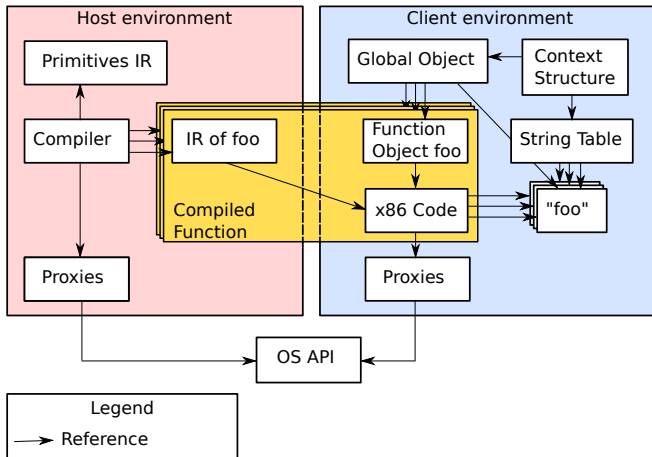 Host environment
Client environment
Primitives IR
Global Object
Context
Structure
Compiler
IR of foo
Function
Object foo
String Table
Compiled
Function
x86 Code
"foo"
Proxies
Proxies
OS API
Legend
Reference